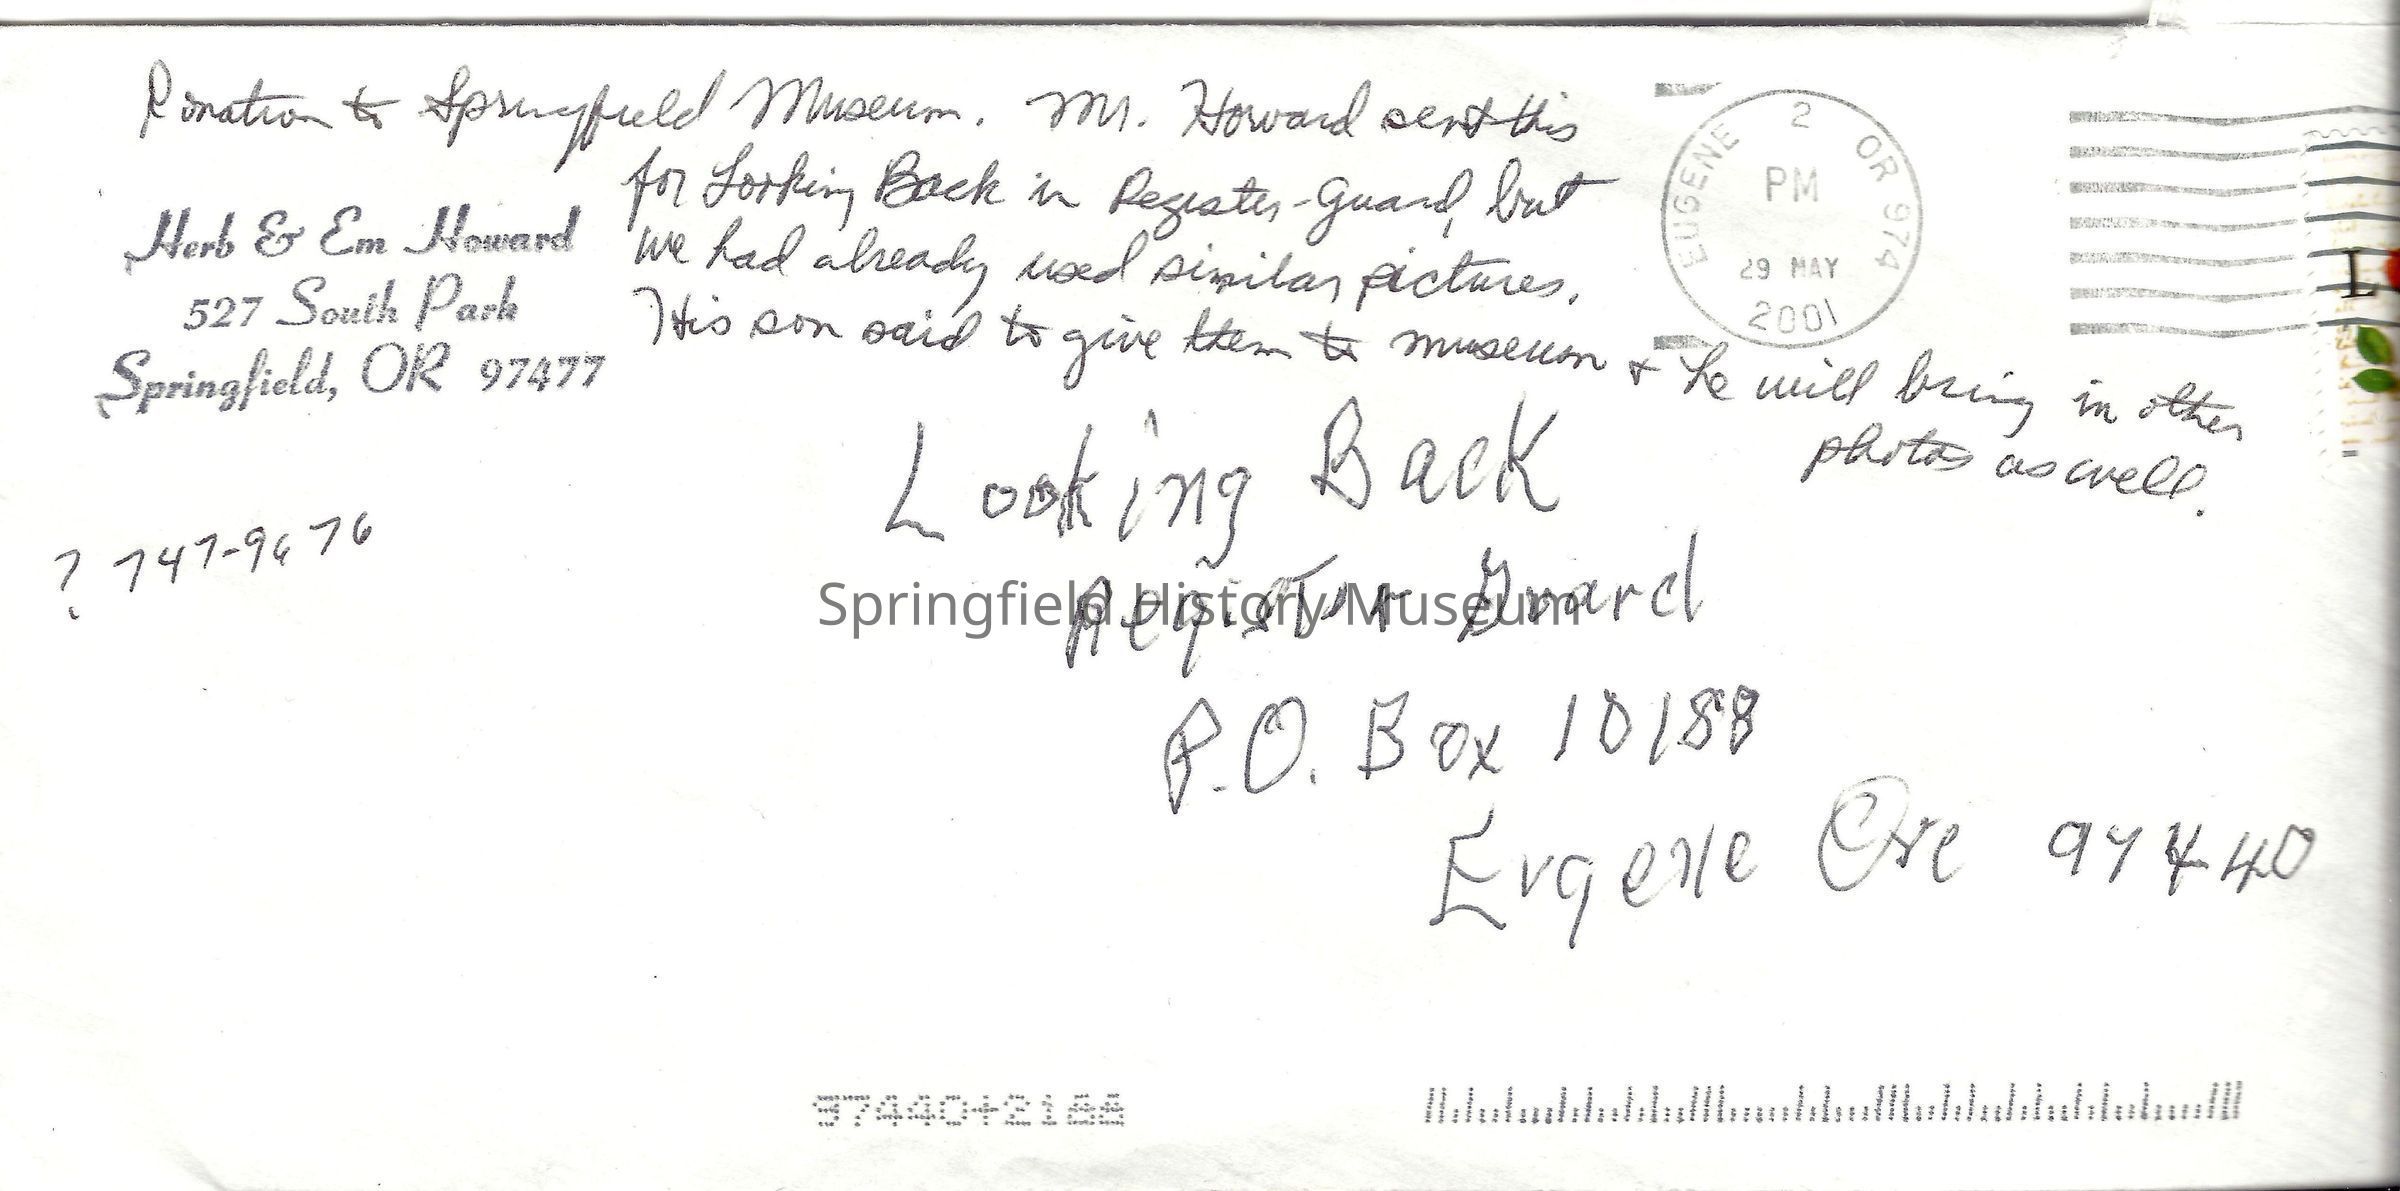 Donation to Springfield Museum. Mr. Howard sent this
for Looking Back in Register-Guard, but
we had already used similar pictures.
His son said to give them to museum + he will bring in other
photos as well.
Herb & Em Howard
527 South Park
Springfield, OR 97477
EUGENE OR 974
2
PM
29 MAY
2001
L
? 747-9676
Looking Back
Register Guard
P.O. Box 10188
Eugene Ore 97440
Springfield History Museum
97440+2188